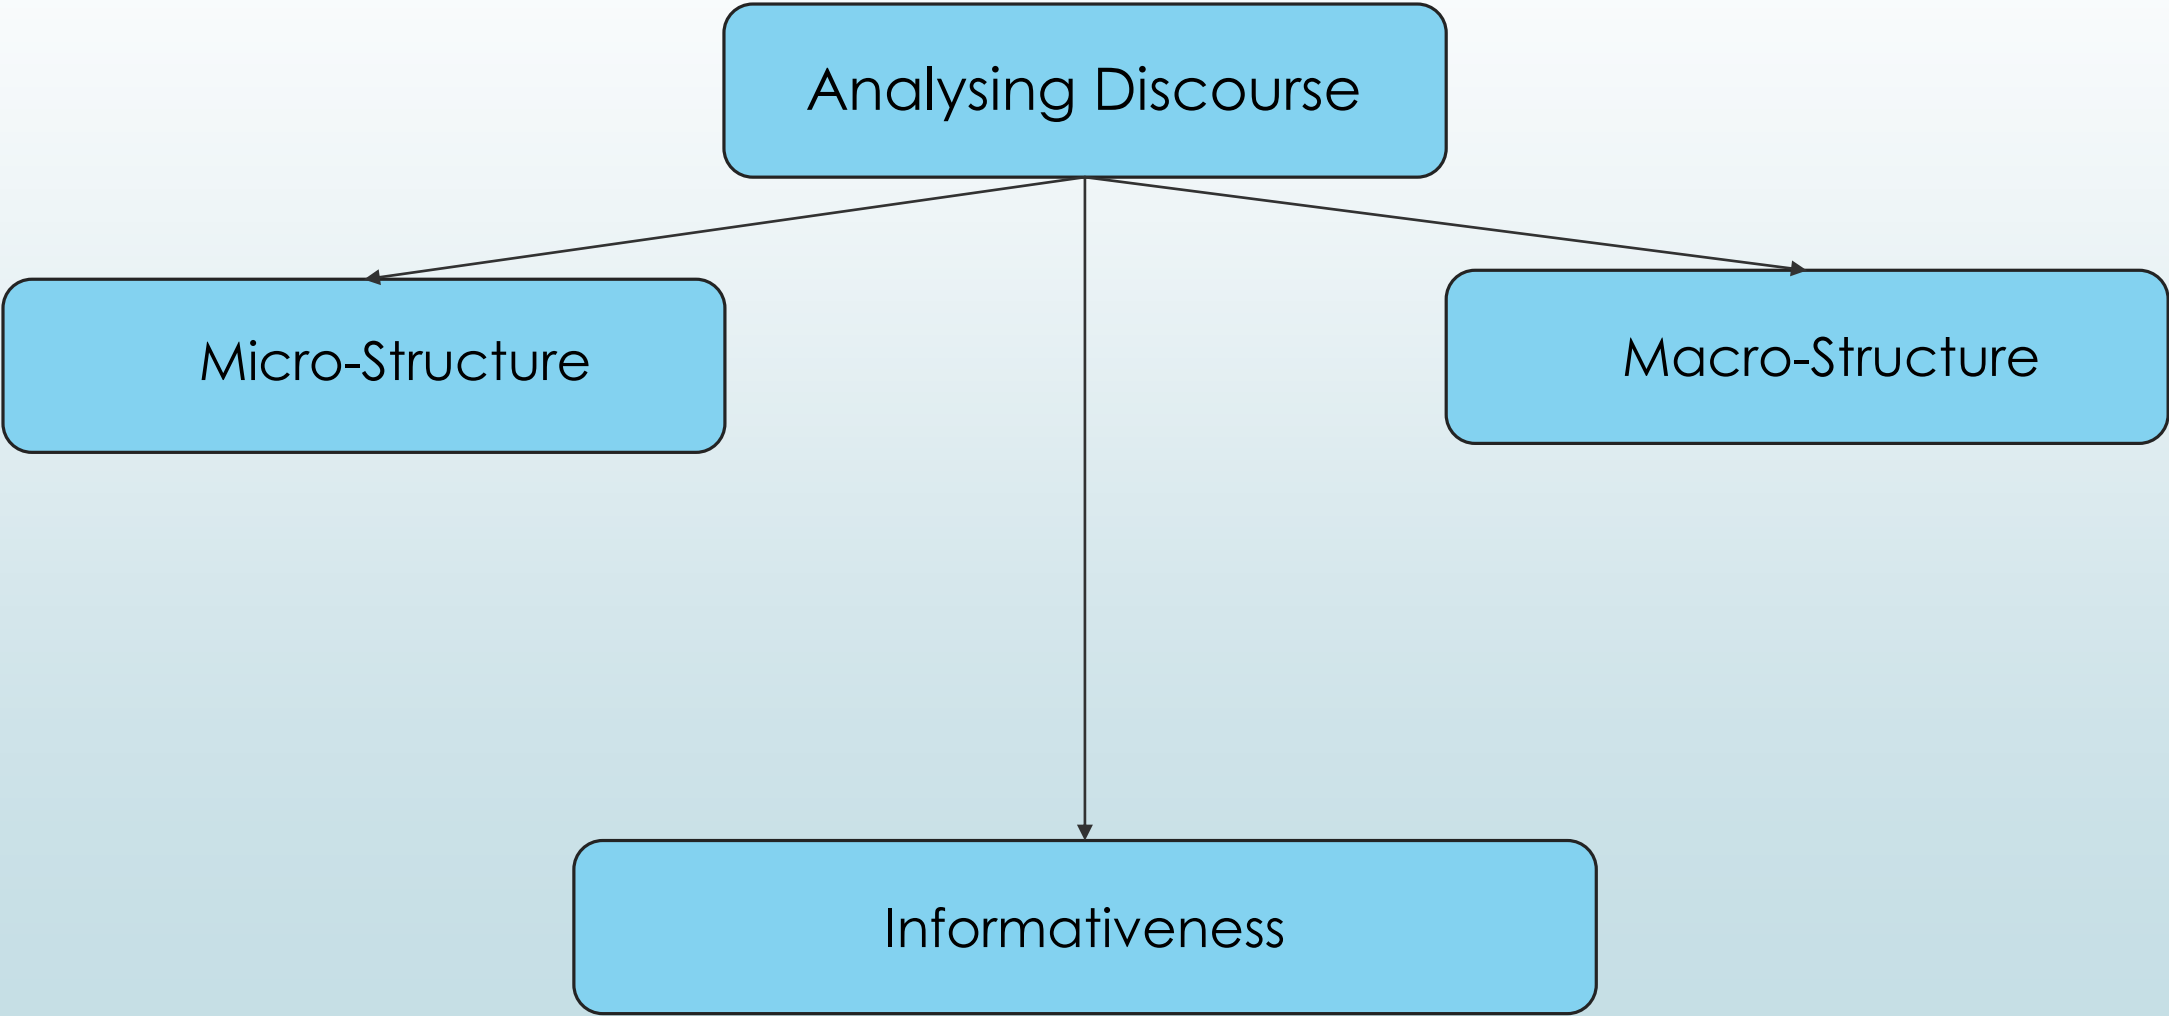 Analysing Discourse
Micro-Structure
Macro-Structure
Informativeness